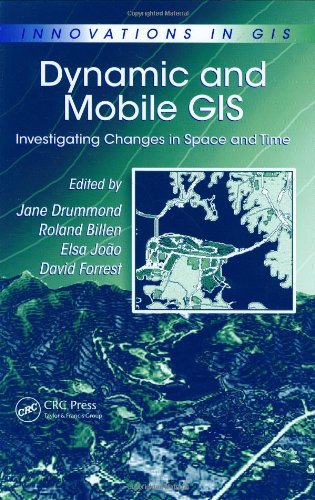 INNOVATIONS IN GIS
Dynamic and
Mobile GIS
Investigating Changes in Space and Time
Edited by
Jane Drummond
Roland Billen
Elsa João
David Forrest
CRC
CRC Press
Taylor & Francis Group